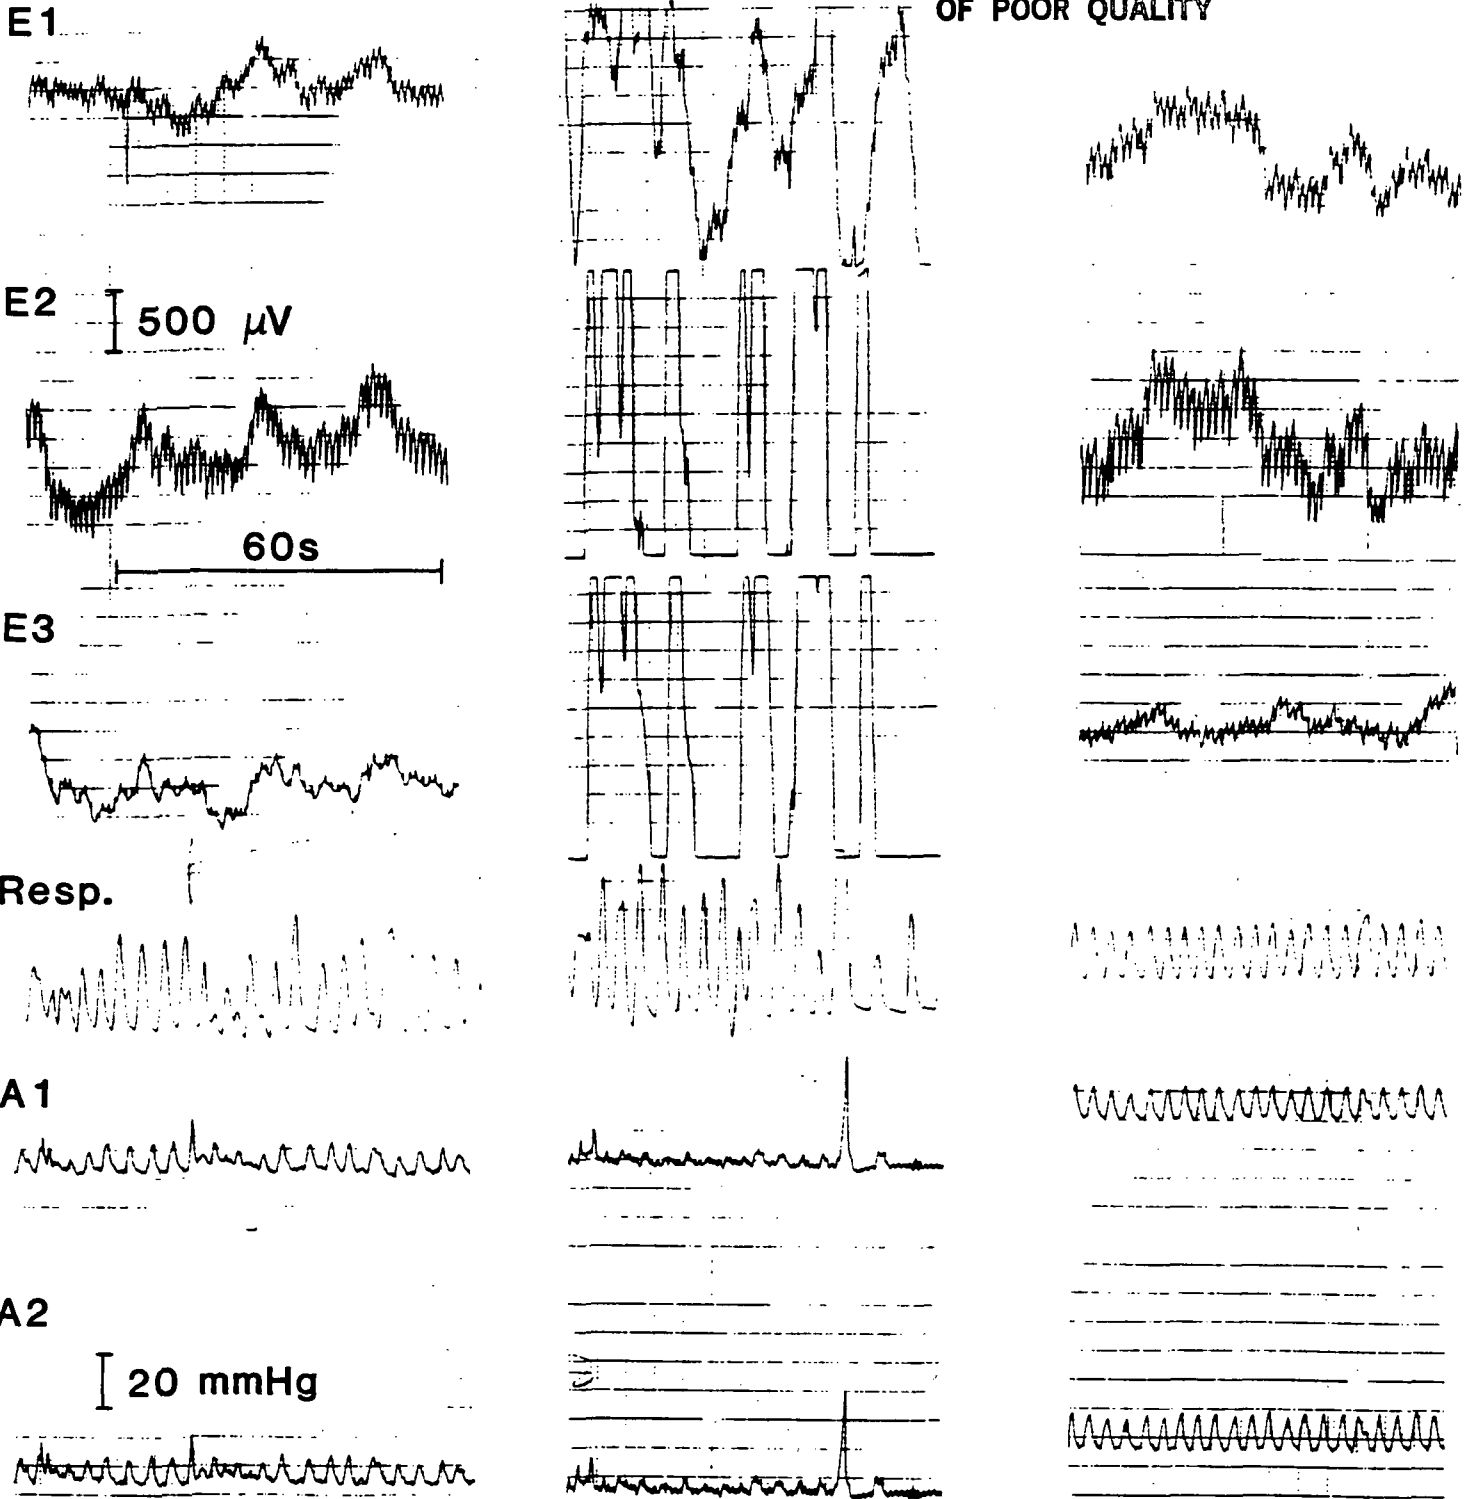 E1
OF POOR QUALITY
E2
500 μV
60s
E3
Resp.
A1
A2
20 mmHg